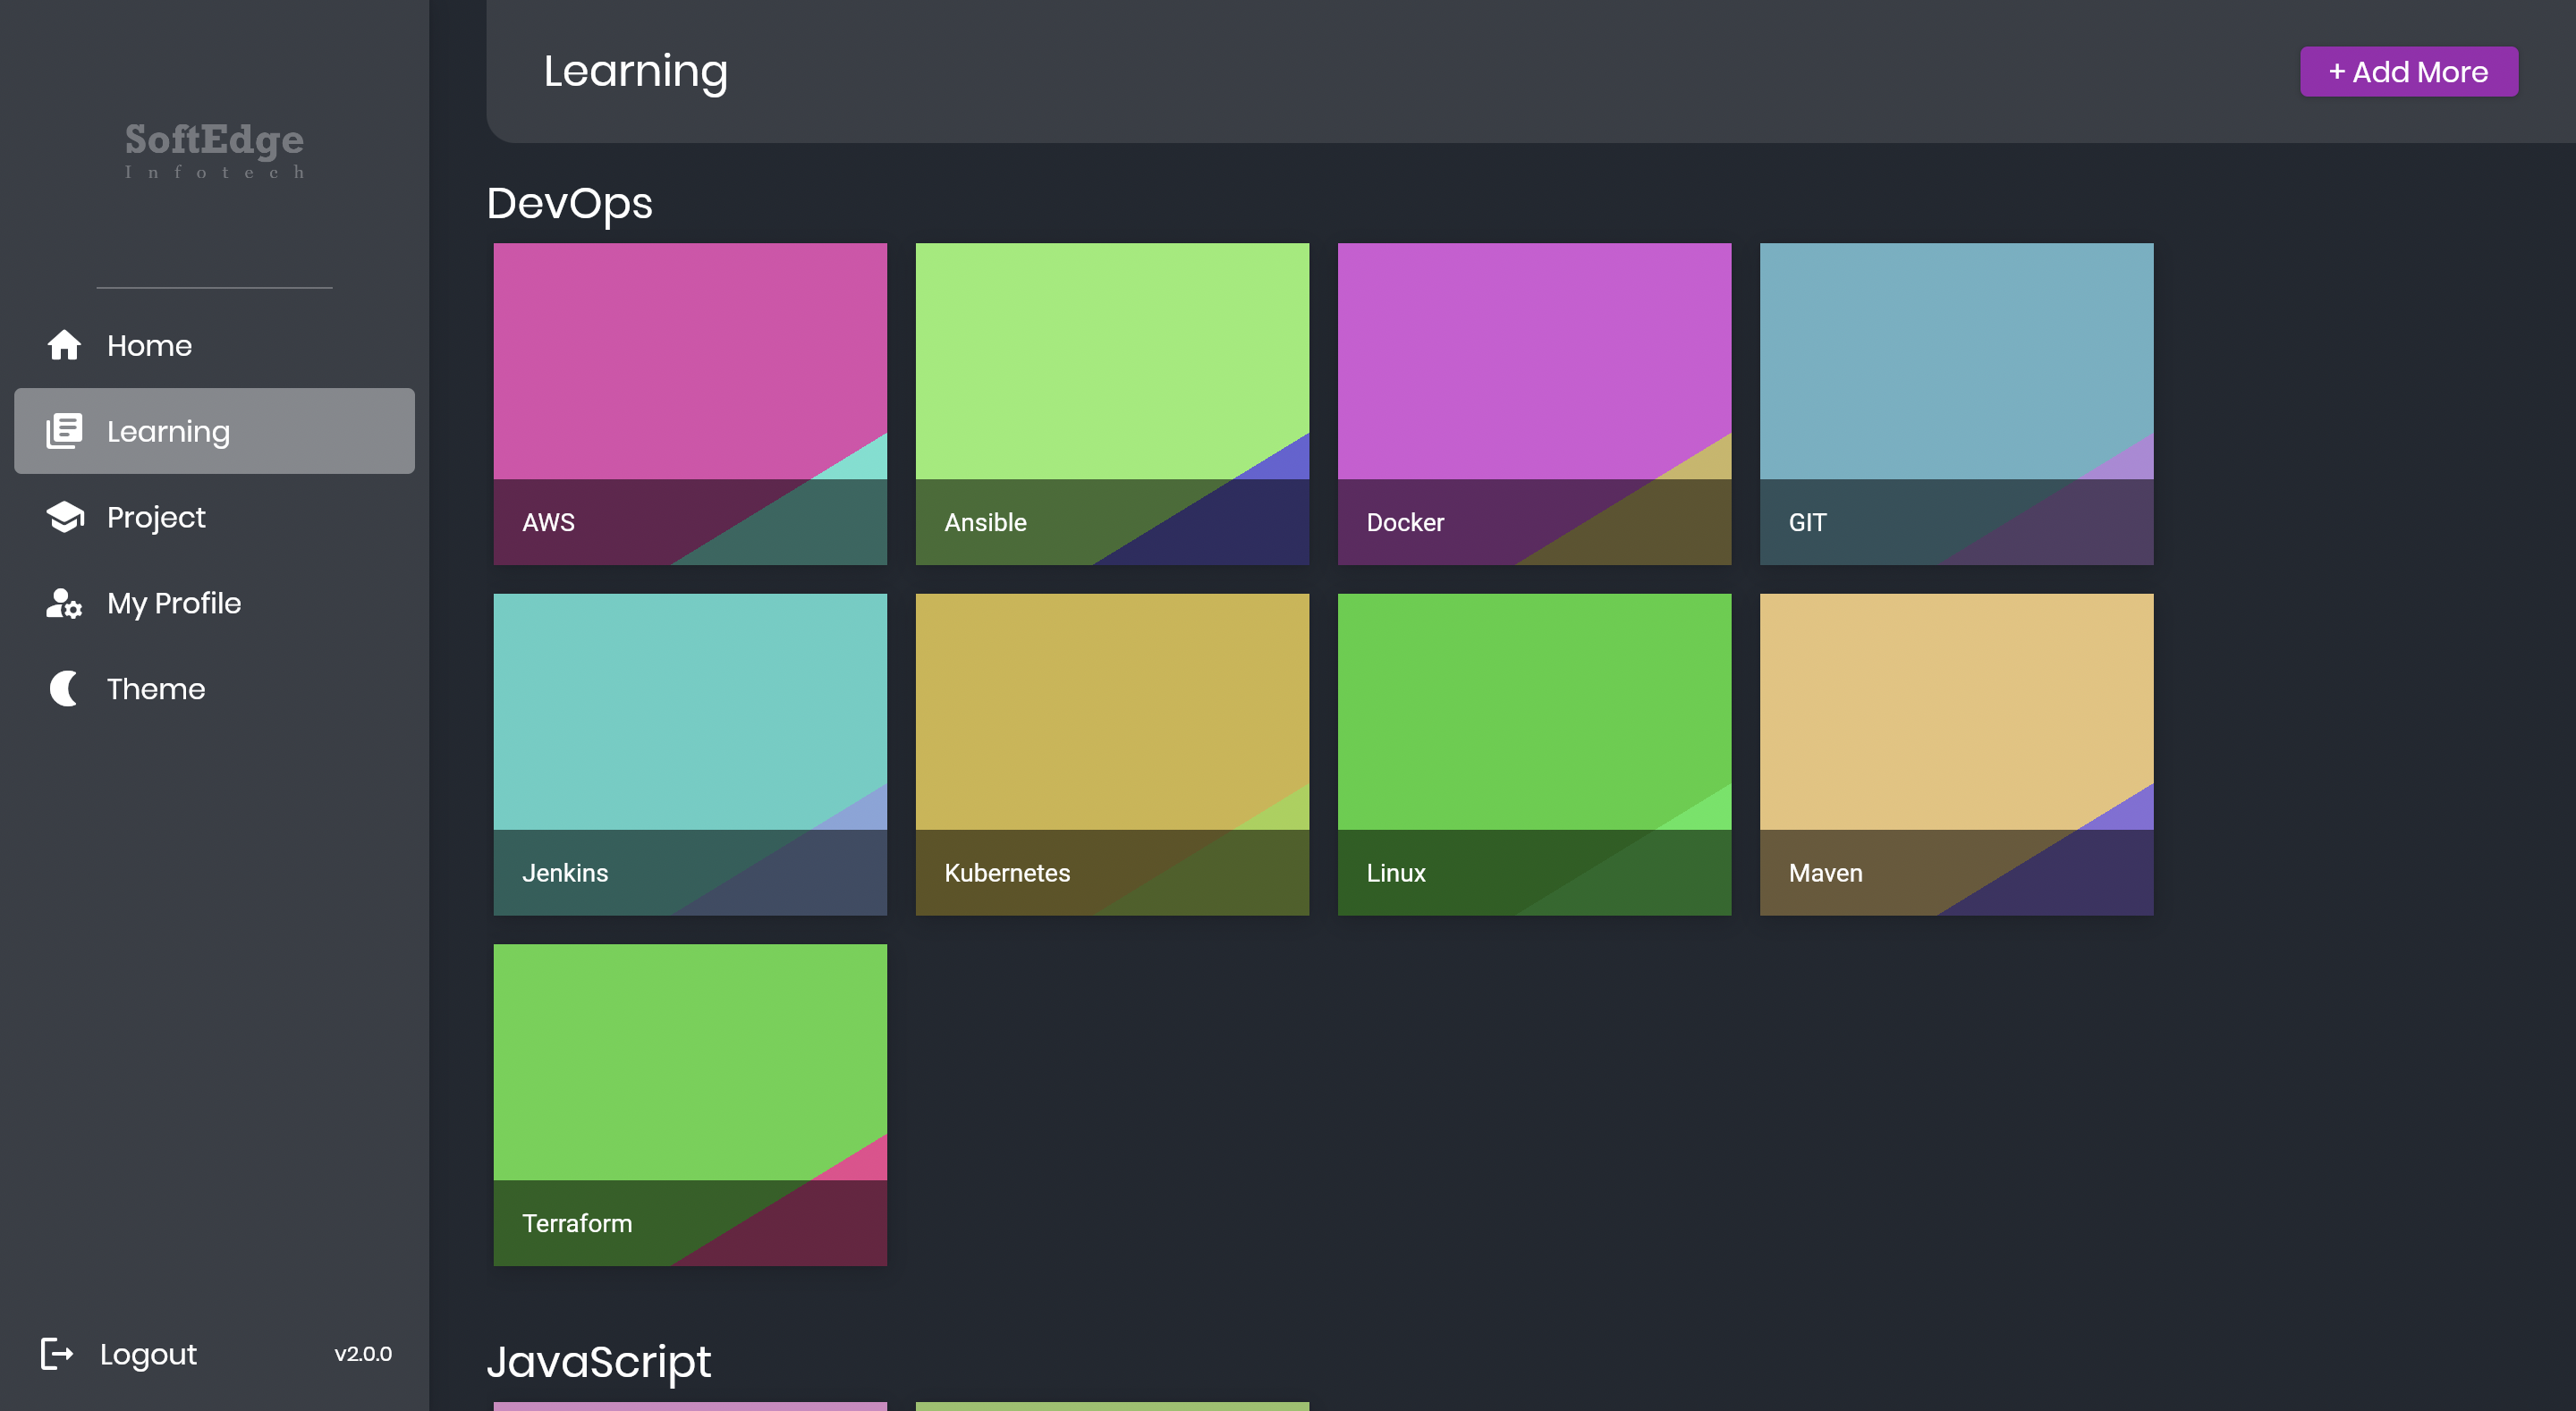 SoftEdge
Infotech
Home
Learning
Project
My Profile
Theme
Logout
v2.0.0
Learning
+ Add More
DevOps
AWS
Ansible
Docker
GIT
Jenkins
Kubernetes
Linux
Maven
Terraform
JavaScript